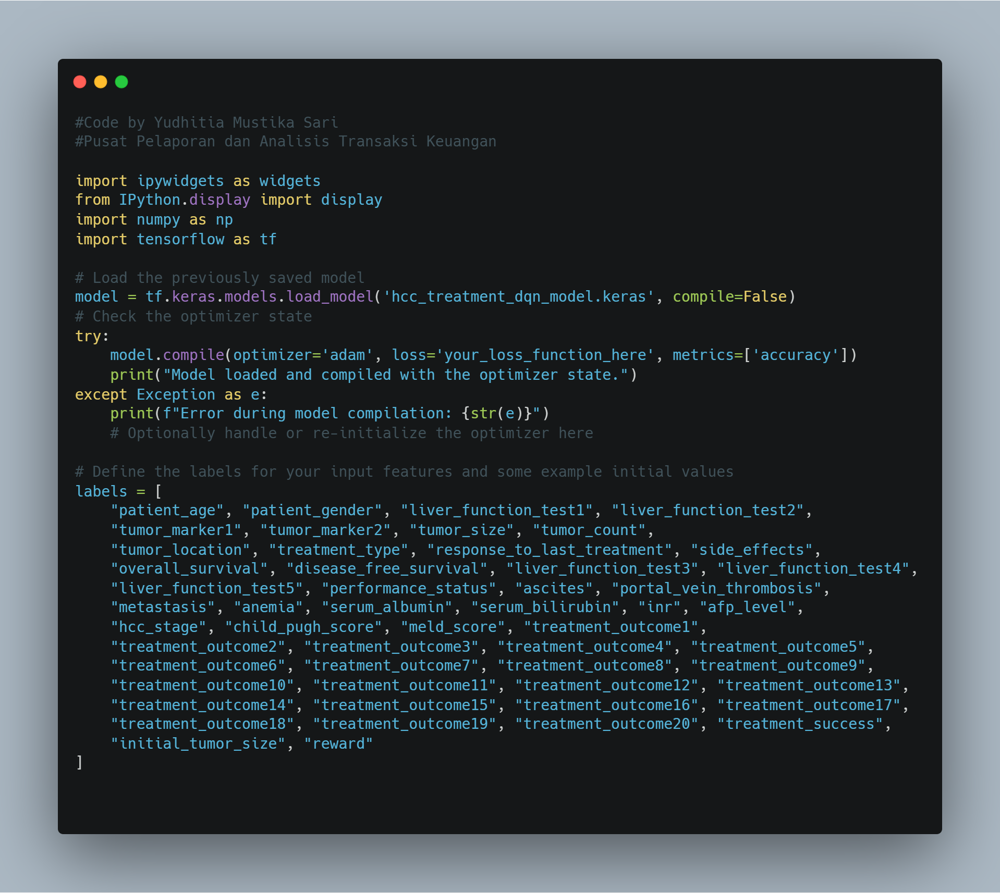 #Code by Yudhitia Mustika Sari
#Pusat Pelaporan dan Analisis Transaksi Keuangan

import ipywidgets as widgets
from IPython.display import display
import numpy as np
import tensorflow as tf

# Load the previously saved model
model = tf.keras.models.load_model('hcc_treatment_dqn_model.keras', compile=False)
# Check the optimizer state
try:
    model.compile(optimizer='adam', loss='your_loss_function_here', metrics=['accuracy'])
    print("Model loaded and compiled with the optimizer state.")
except Exception as e:
    print(f"Error during model compilation: {str(e)}")
    # Optionally handle or re-initialize the optimizer here

# Define the labels for your input features and some example initial values
labels = [
    "patient_age", "patient_gender", "liver_function_test1", "liver_function_test2",
    "tumor_marker1", "tumor_marker2", "tumor_size", "tumor_count",
    "tumor_location", "treatment_type", "response_to_last_treatment", "side_effects",
    "overall_survival", "disease_free_survival", "liver_function_test3", "liver_function_test4",
    "liver_function_test5", "performance_status", "ascites", "portal_vein_thrombosis",
    "metastasis", "anemia", "serum_albumin", "serum_bilirubin", "inr", "afp_level",
    "hcc_stage", "child_pugh_score", "meld_score", "treatment_outcome1",
    "treatment_outcome2", "treatment_outcome3", "treatment_outcome4", "treatment_outcome5",
    "treatment_outcome6", "treatment_outcome7", "treatment_outcome8", "treatment_outcome9",
    "treatment_outcome10", "treatment_outcome11", "treatment_outcome12", "treatment_outcome13",
    "treatment_outcome14", "treatment_outcome15", "treatment_outcome16", "treatment_outcome17",
    "treatment_outcome18", "treatment_outcome19", "treatment_outcome20", "treatment_success",
    "initial_tumor_size", "reward"
]